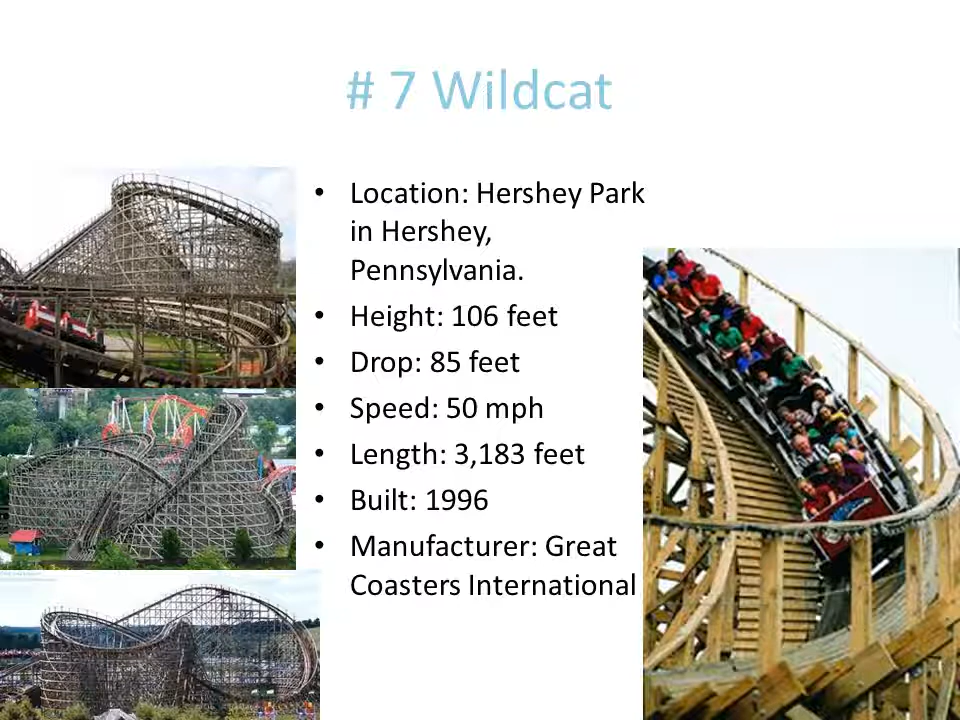 # 7 Wildcat
• Location: Hershey Park
in Hershey,
Pennsylvania.
• Height: 106 feet
• Drop: 85 feet
• Speed: 50 mph
• Length: 3,183 feet
• Built: 1996
• Manufacturer: Great
Coasters International